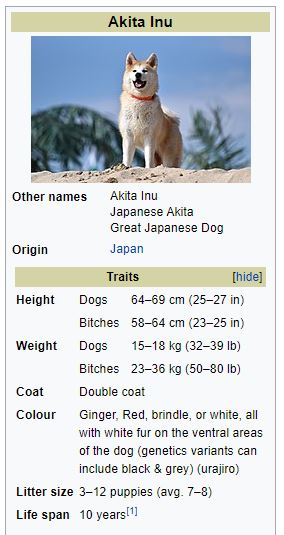 Akita Inu
Other names Akita Inu
Japanese Akita
Great Japanese Dog
Origin Japan
Traits [hide]
Height Dogs 64–69 cm (25–27 in)
Bitches 58–64 cm (23–25 in)
Weight Dogs 15–18 kg (32–39 lb)
Bitches 23–36 kg (50–80 lb)
Coat Double coat
Colour Ginger, Red, brindle, or white, all
with white fur on the ventral areas
of the dog (genetics variants can
include black & grey) (urajiro)
Litter size 3–12 puppies (avg. 7–8)
Life span 10 years[1]